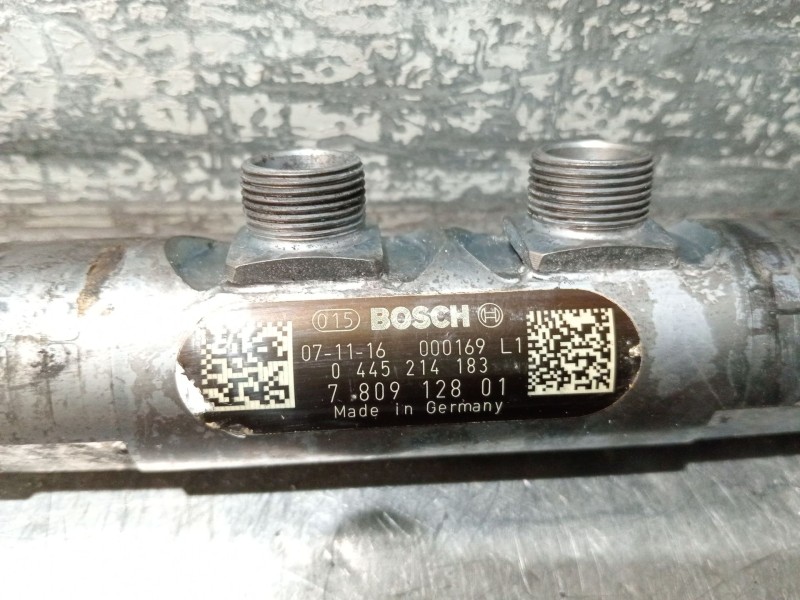 015 BOSCH
07-11-16 000169 L1
0 445 214 183
7 809 128 01
Made in Germany